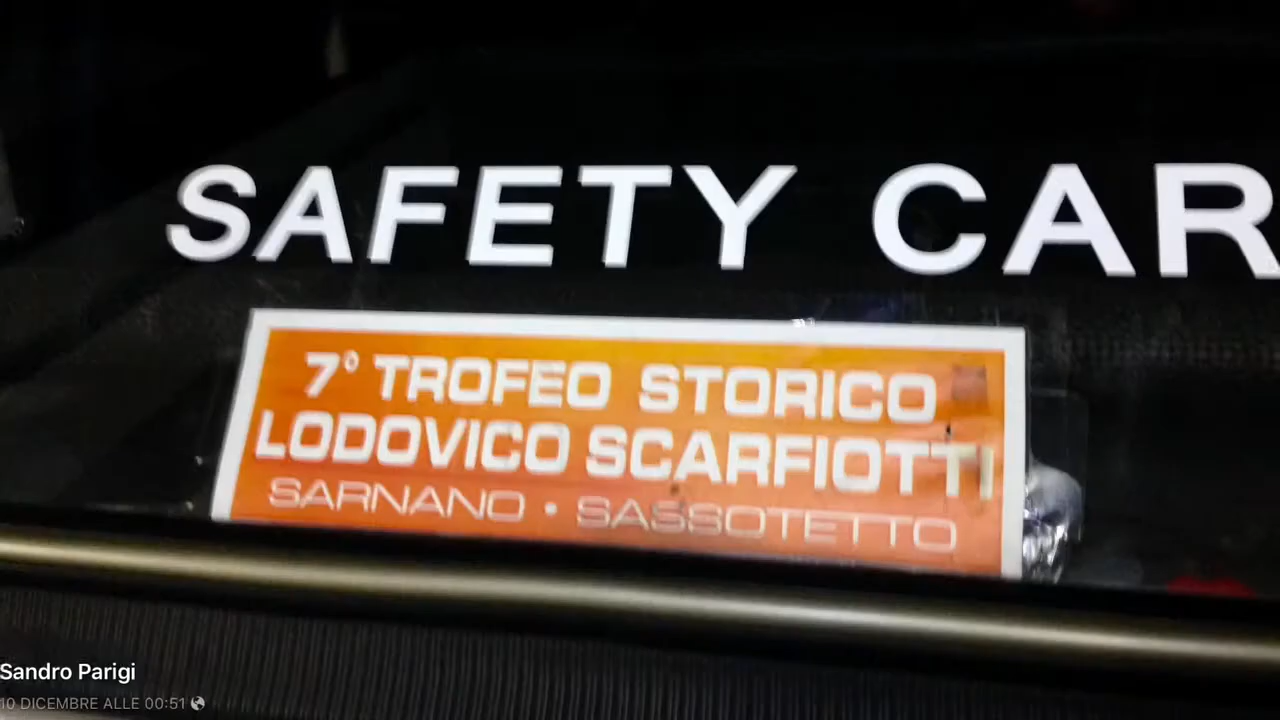 SAFETY CAR
7° TROFEO STORICO
LODOVICO SCARFIOTTI
SARNANO • SASSOTETTO
Sandro Parigi
10 DICEMBRE ALLE 00:51